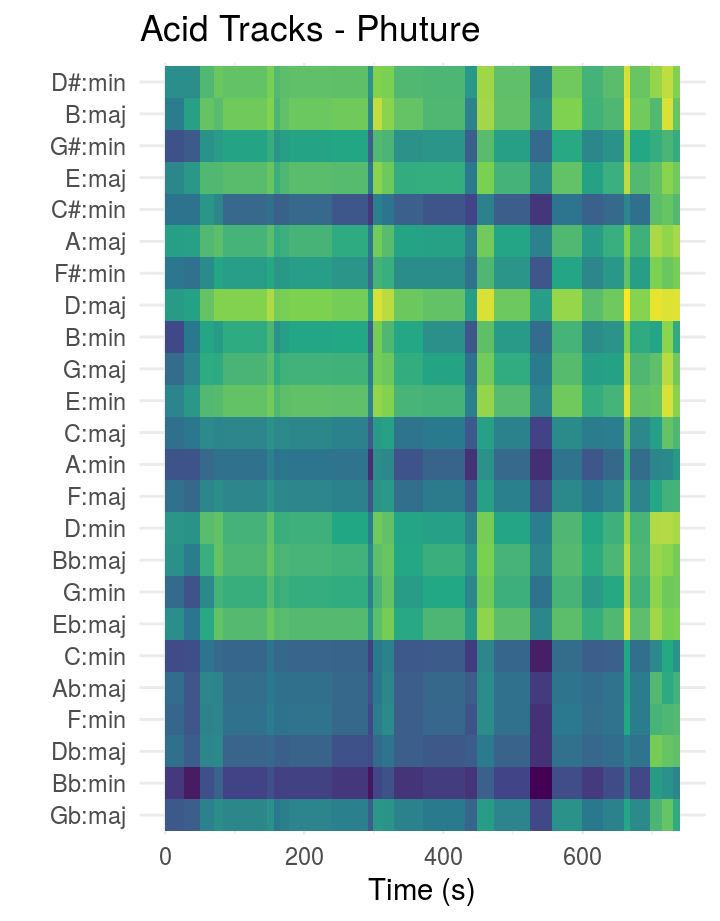 Acid Tracks - Phuture
D#:min
B:maj
G#:min
E:maj
C#:min
A:maj
F#:min
D:maj
B:min
G:maj
E:min
C:maj
A:min
F:maj
D:min
Bb:maj
G:min
Eb:maj
C:min
Ab:maj
F:min
Db:maj
Bb:min
Gb:maj
0 200 400 600
Time (s)